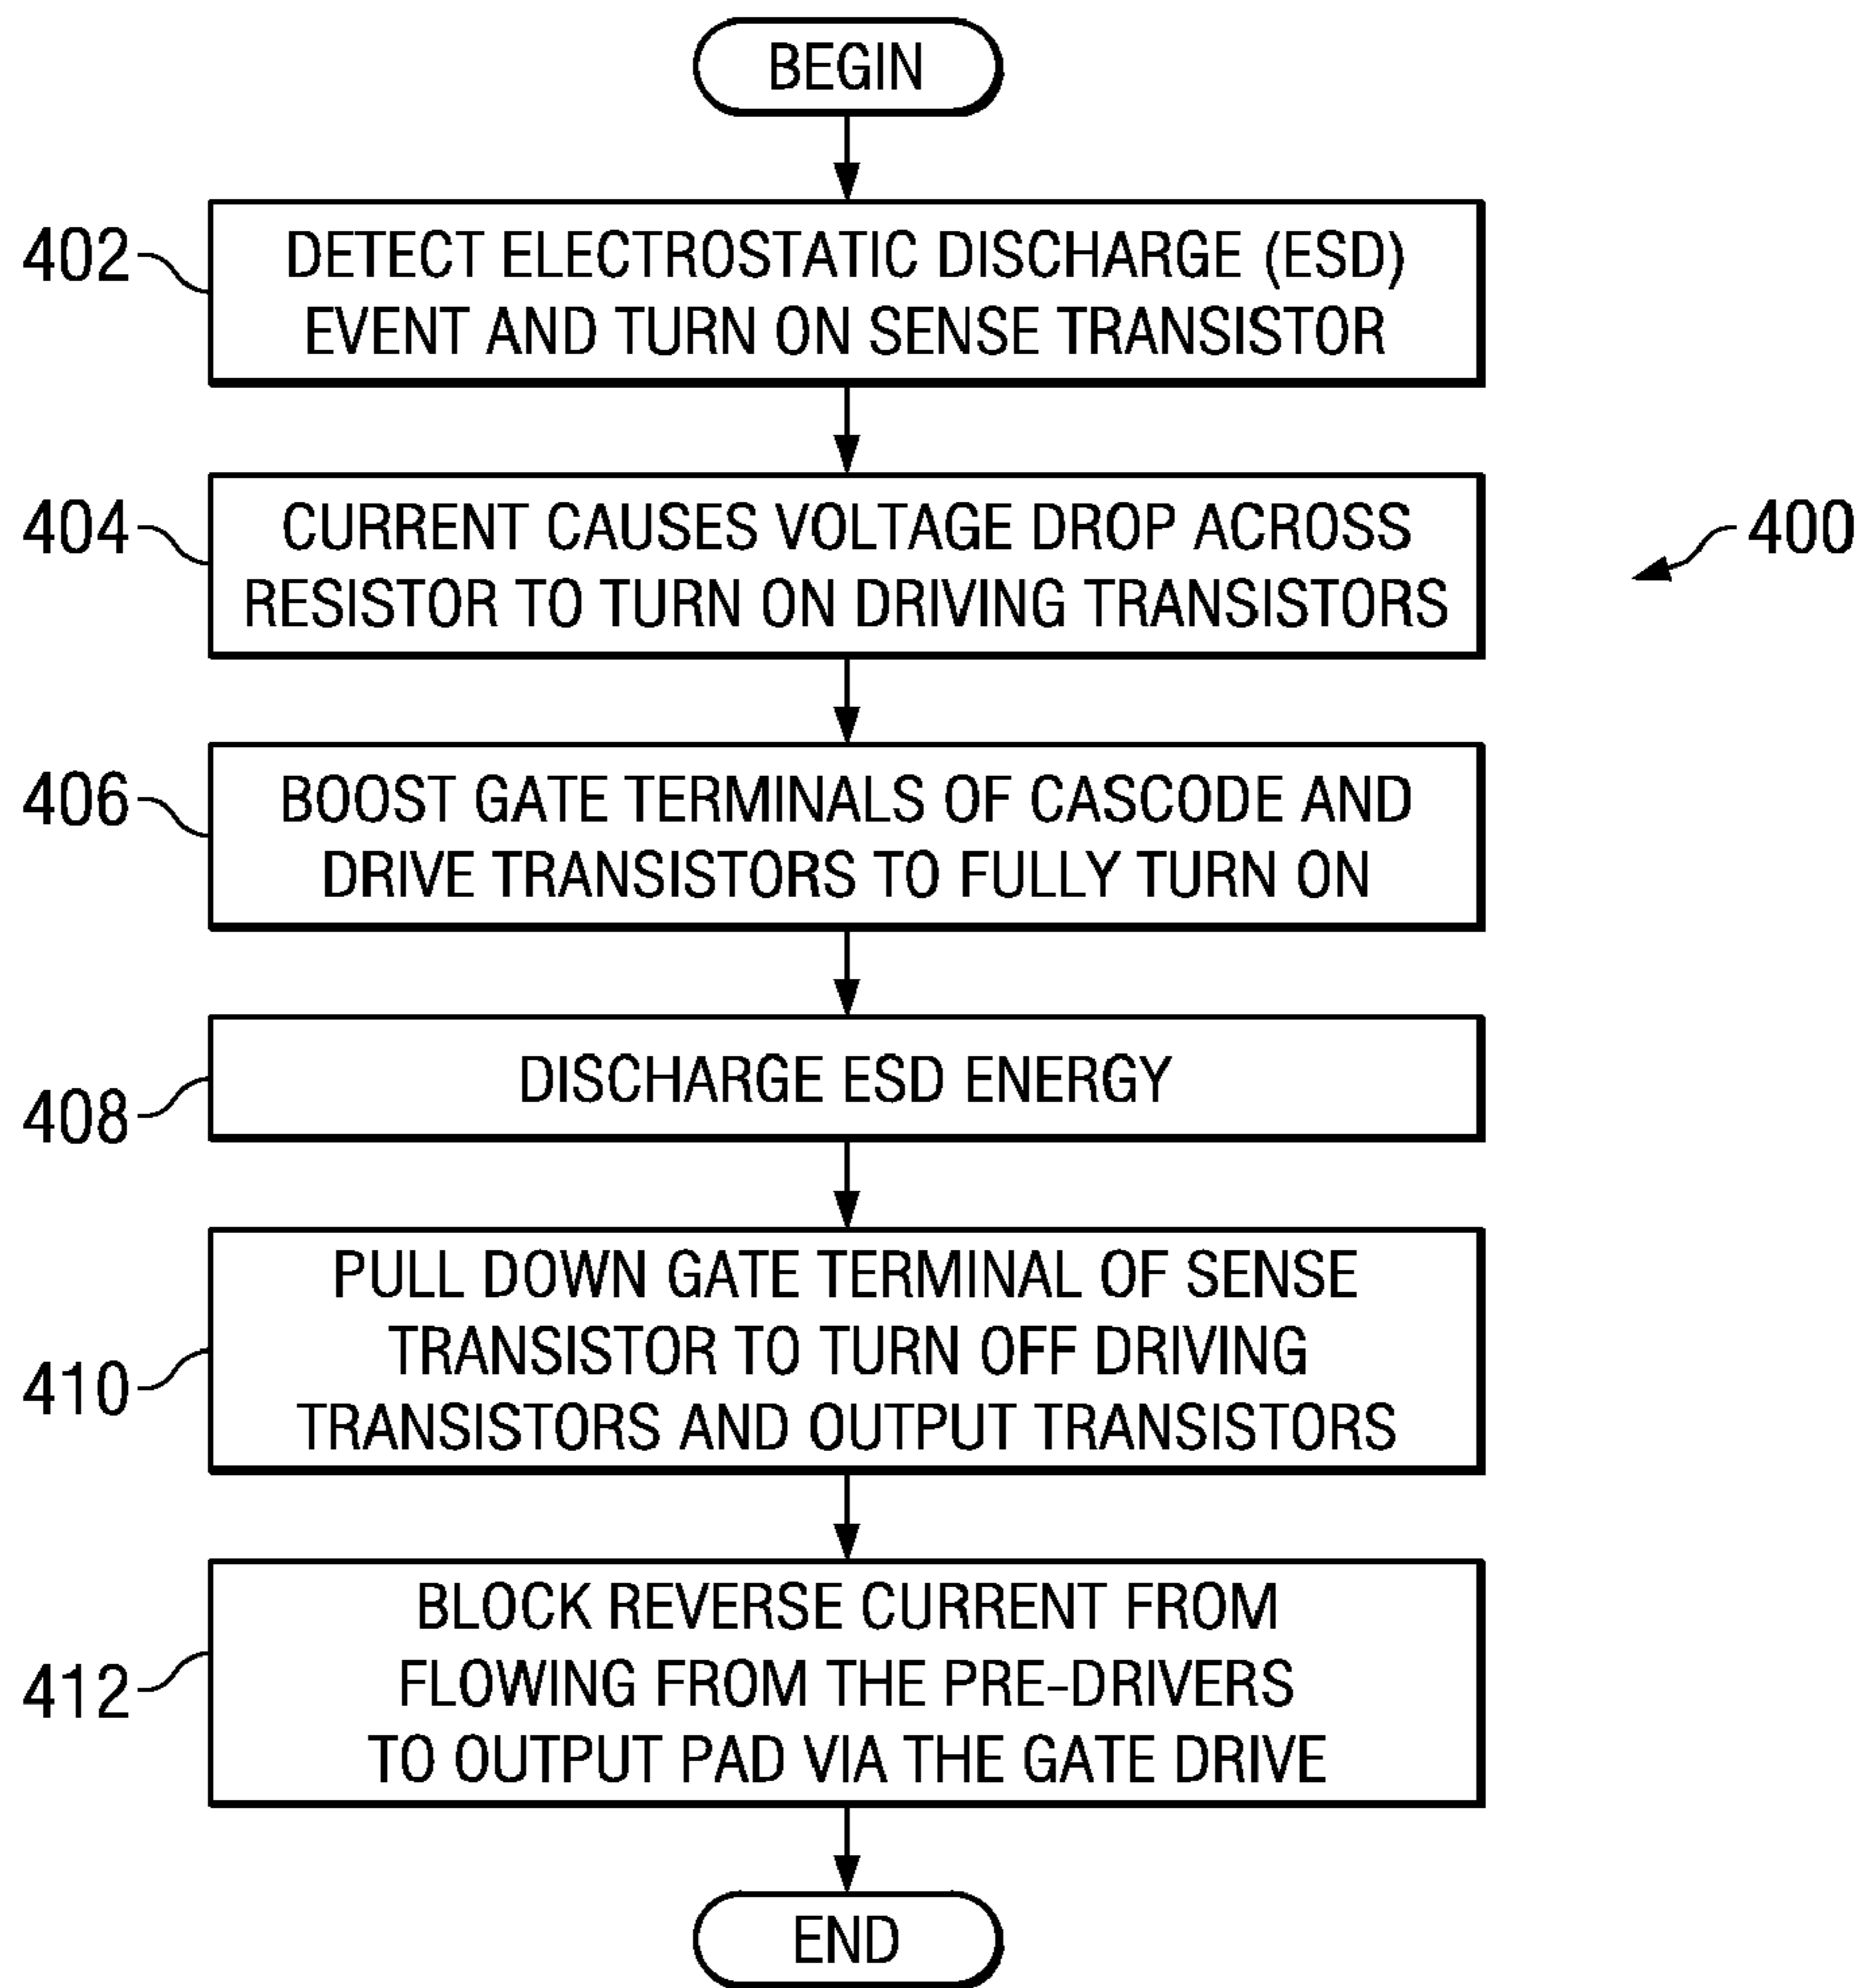 BEGIN
402
DETECT ELECTROSTATIC DISCHARGE (ESD)
EVENT AND TURN ON SENSE TRANSISTOR
404
CURRENT CAUSES VOLTAGE DROP ACROSS
RESISTOR TO TURN ON DRIVING TRANSISTORS
400
406
BOOST GATE TERMINALS OF CASCODE AND
DRIVE TRANSISTORS TO FULLY TURN ON
408
DISCHARGE ESD ENERGY
410
PULL DOWN GATE TERMINAL OF SENSE
TRANSISTOR TO TURN OFF DRIVING
TRANSISTORS AND OUTPUT TRANSISTORS
412
BLOCK REVERSE CURRENT FROM
FLOWING FROM THE PRE-DRIVERS
TO OUTPUT PAD VIA THE GATE DRIVE
END